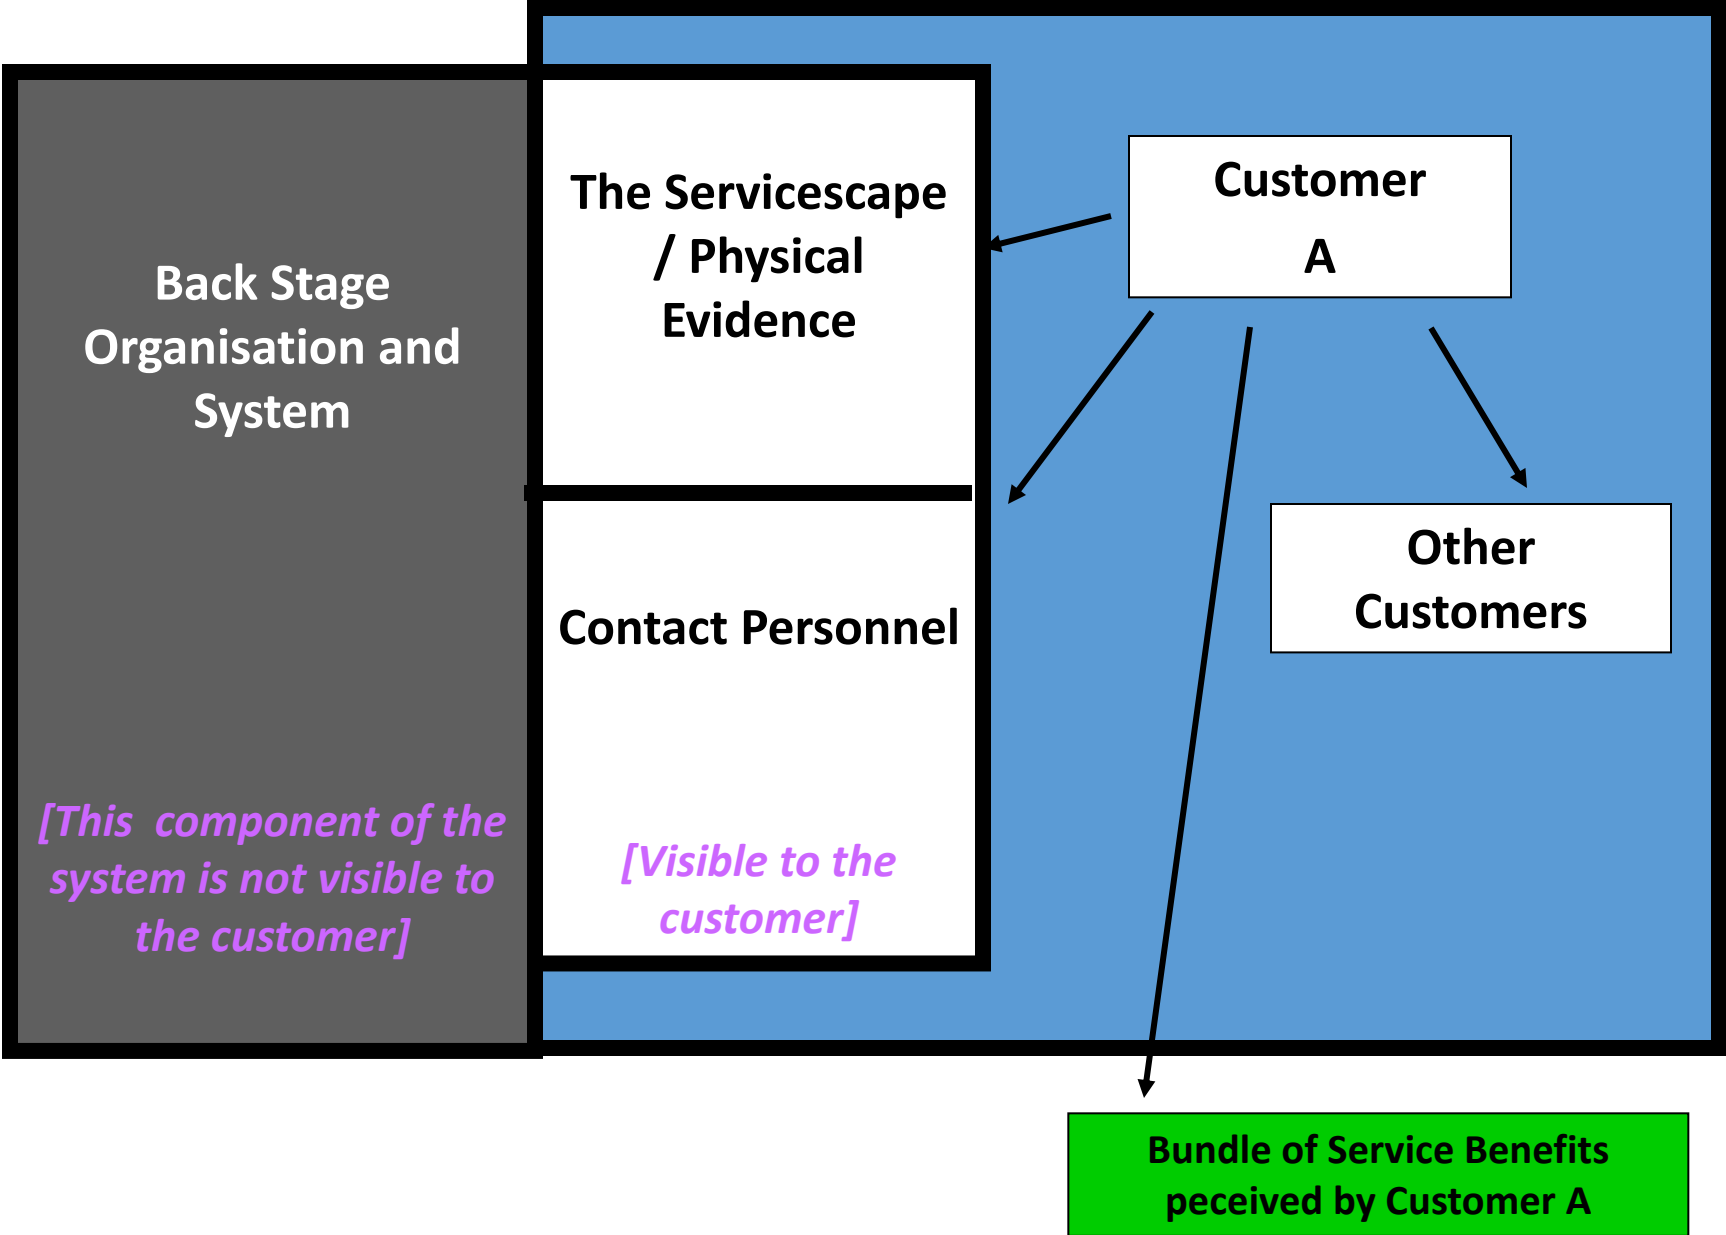 Back Stage
Organisation and
System
[This  component of the
system is not visible to
the customer]
The Servicescape
/ Physical
Evidence
Contact Personnel
[Visible to the
customer]
Customer
A
Other
Customers
Bundle of Service Benefits
peceived by Customer A